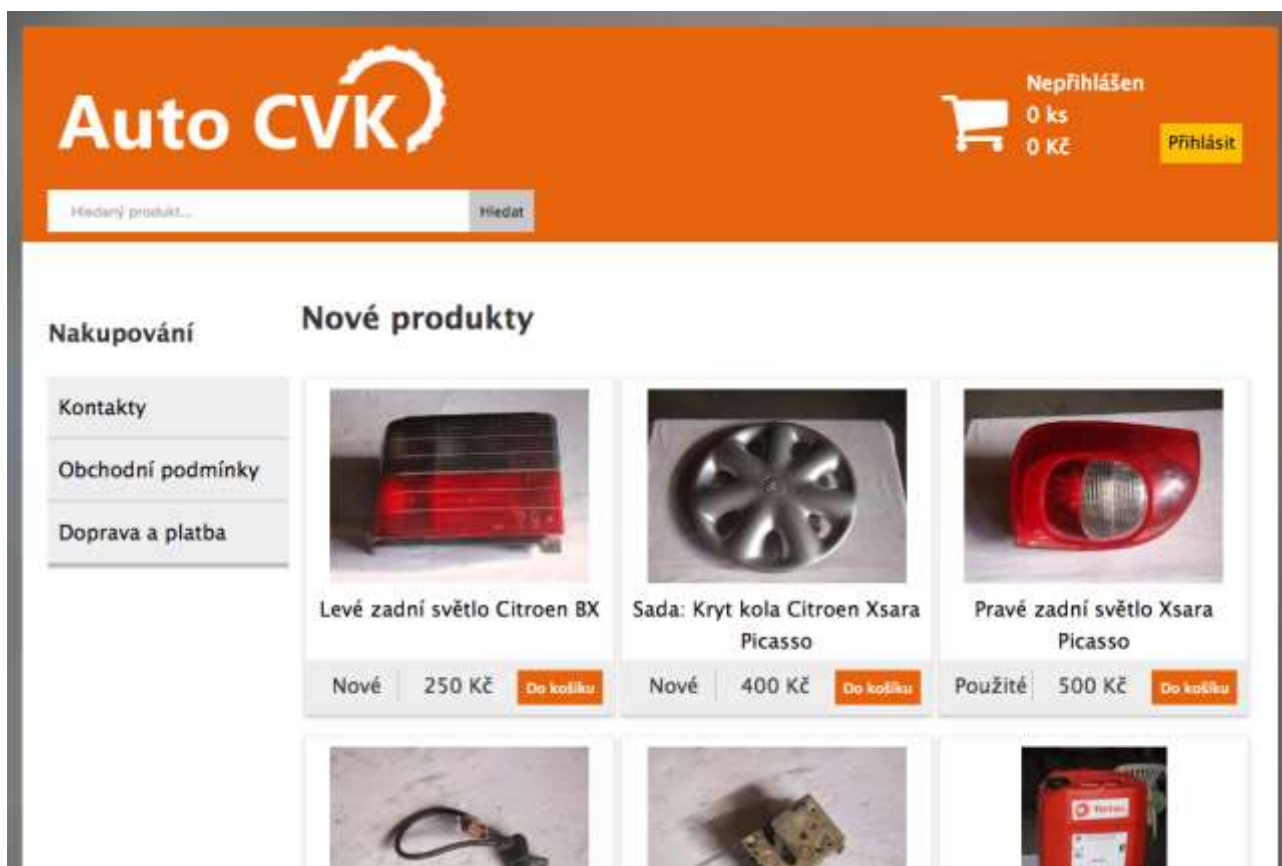 Auto CVK
Nepřihlášen
0 ks
0 Kč
Přihlásit
Hledaný produkt...
Hledat
Nakupování
Kontakty
Obchodní podmínky
Doprava a platba
Nové produkty
Levé zadní světlo Citroen BX
Nové 250 Kč Do košíku
Sada: Kryt kola Citroen Xsara
Picasso
Nové 400 Kč Do košíku
Pravé zadní světlo Xsara
Picasso
Použité 500 Kč Do košíku